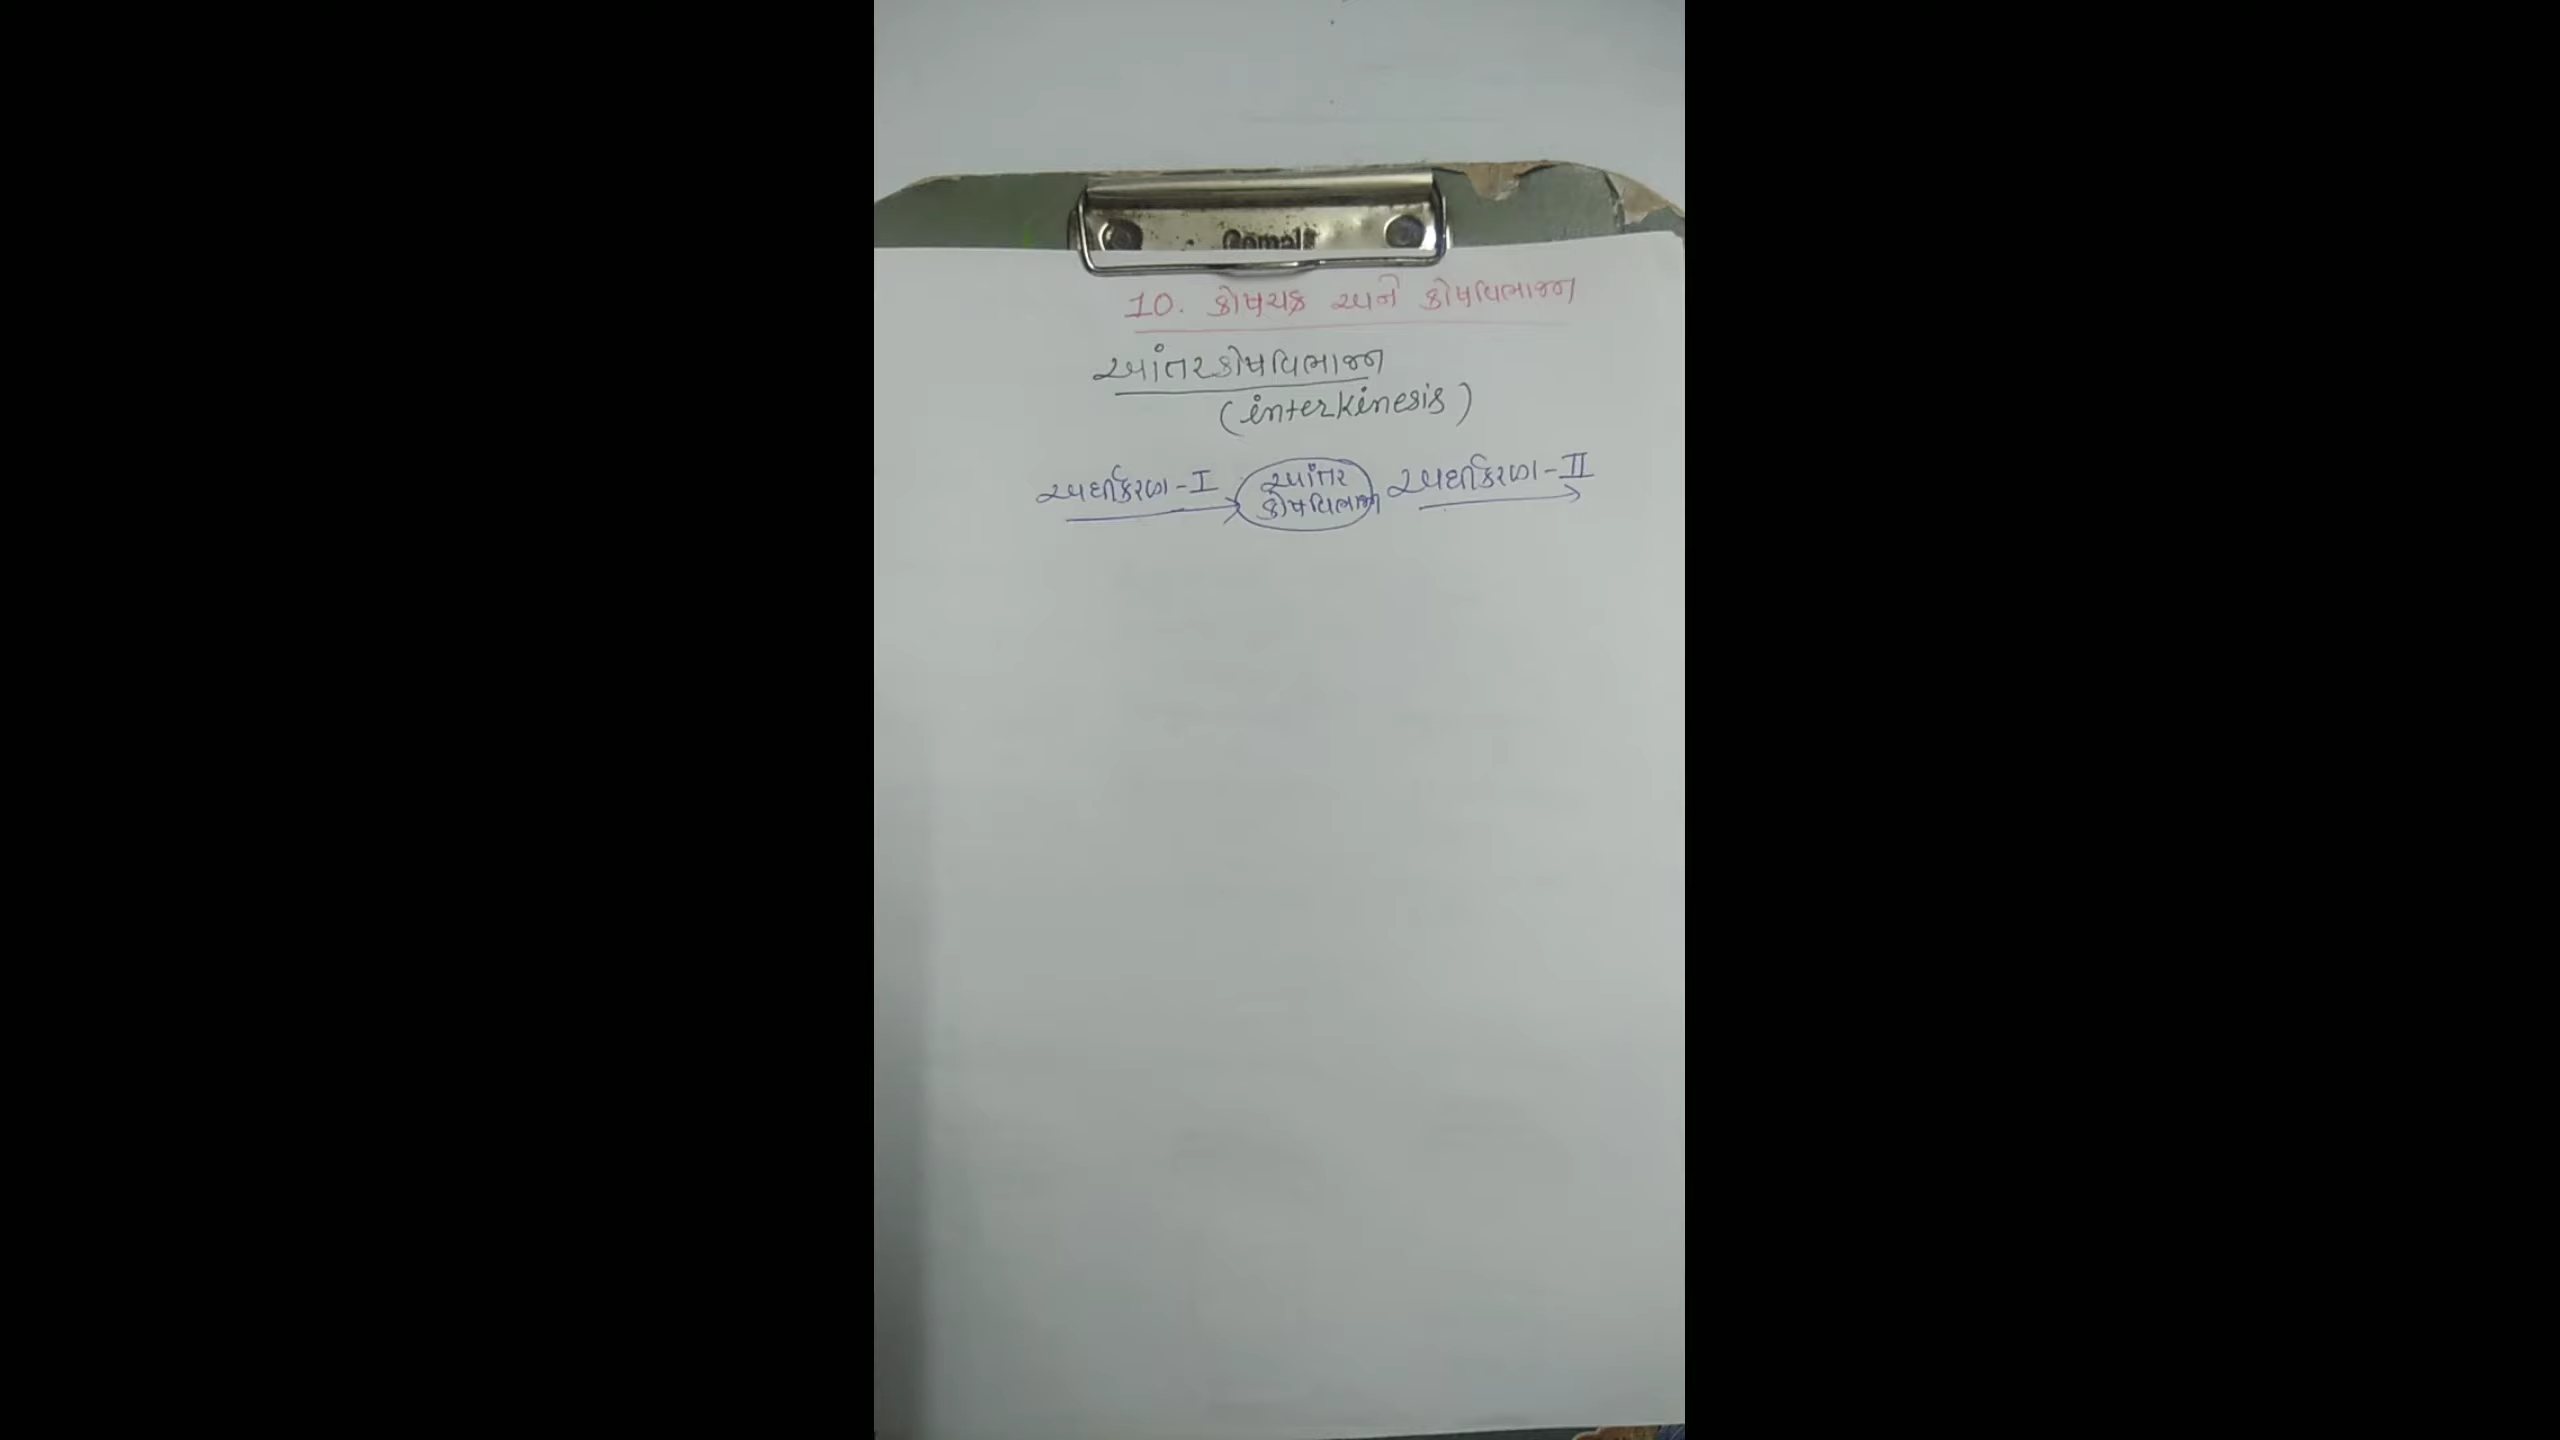 10. કોષચક્ર અને કોષવિભાજન
આંતરકોષવિભાજન
(interkinesis)
અર્ધીકરણ-I આંતર કોષવિભાજન અર્ધીકરણ-II